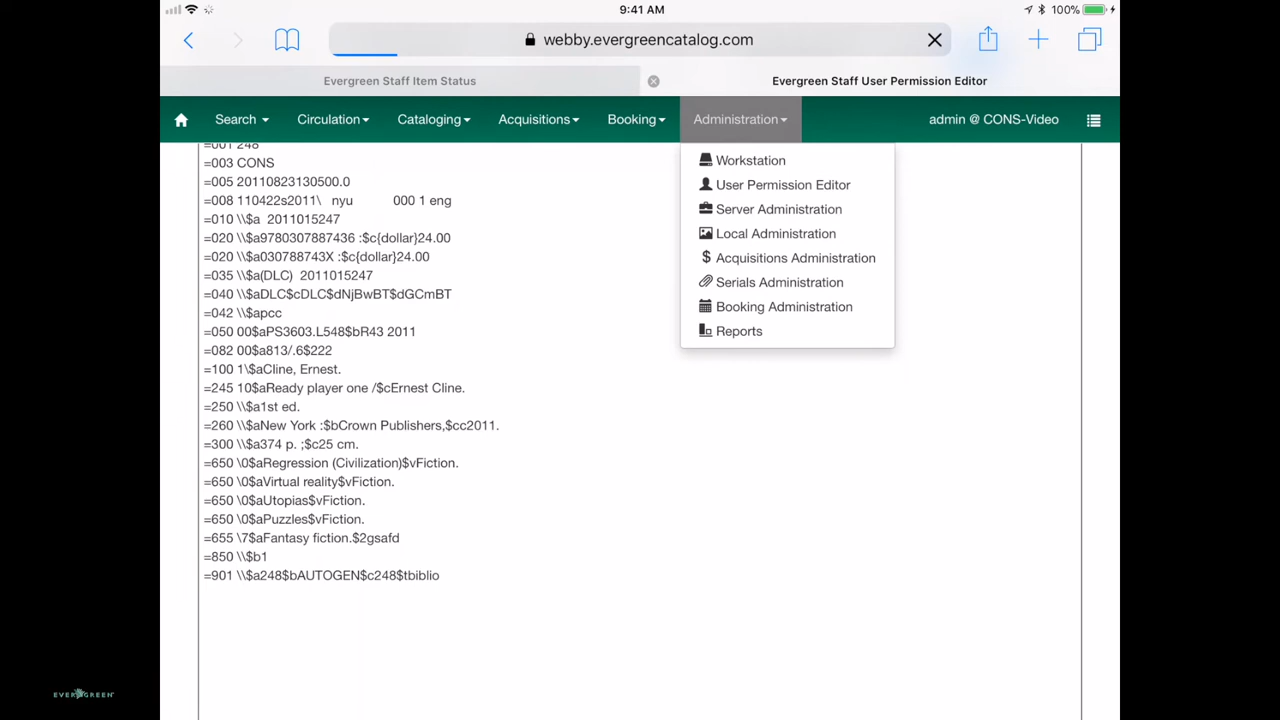 9:41 AM
100%
webby.evergreencatalog.com
Evergreen Staff Item Status
Evergreen Staff User Permission Editor
Search Circulation Cataloging Acquisitions Booking Administration admin @ CONS-Video
Workstation
User Permission Editor
Server Administration
Local Administration
Acquisitions Administration
Serials Administration
Booking Administration
Reports
=001 248
=003 CONS
=005 20110823130500.0
=008 110422s2011\ nyu 000 1 eng
=010 \\$a 2011015247
=020 \\$a9780307887436 :$c{dollar}24.00
=020 \\$a030788743X :$c{dollar}24.00
=035 \\$a(DLC) 2011015247
=040 \\$aDLC$cDLC$dNjBwBT$dGCmBT
=042 \\$apcc
=050 00$aPS3603.L548$bR43 2011
=082 00$a813/.6$222
=100 1\$aCline, Ernest.
=245 10$aReady player one /$cErnest Cline.
=250 \\$a1st ed.
=260 \\$aNew York :$bCrown Publishers,$cc2011.
=300 \\$a374 p. ;$c25 cm.
=650 \0$aRegression (Civilization)$vFiction.
=650 \0$aVirtual reality$vFiction.
=650 \0$aUtopias$vFiction.
=650 \0$aPuzzles$vFiction.
=655 \7$aFantasy fiction.$2gsafd
=850 \\$b1
=901 \\$a248$bAUTOGEN$c248$tbiblio
EVERGREEN